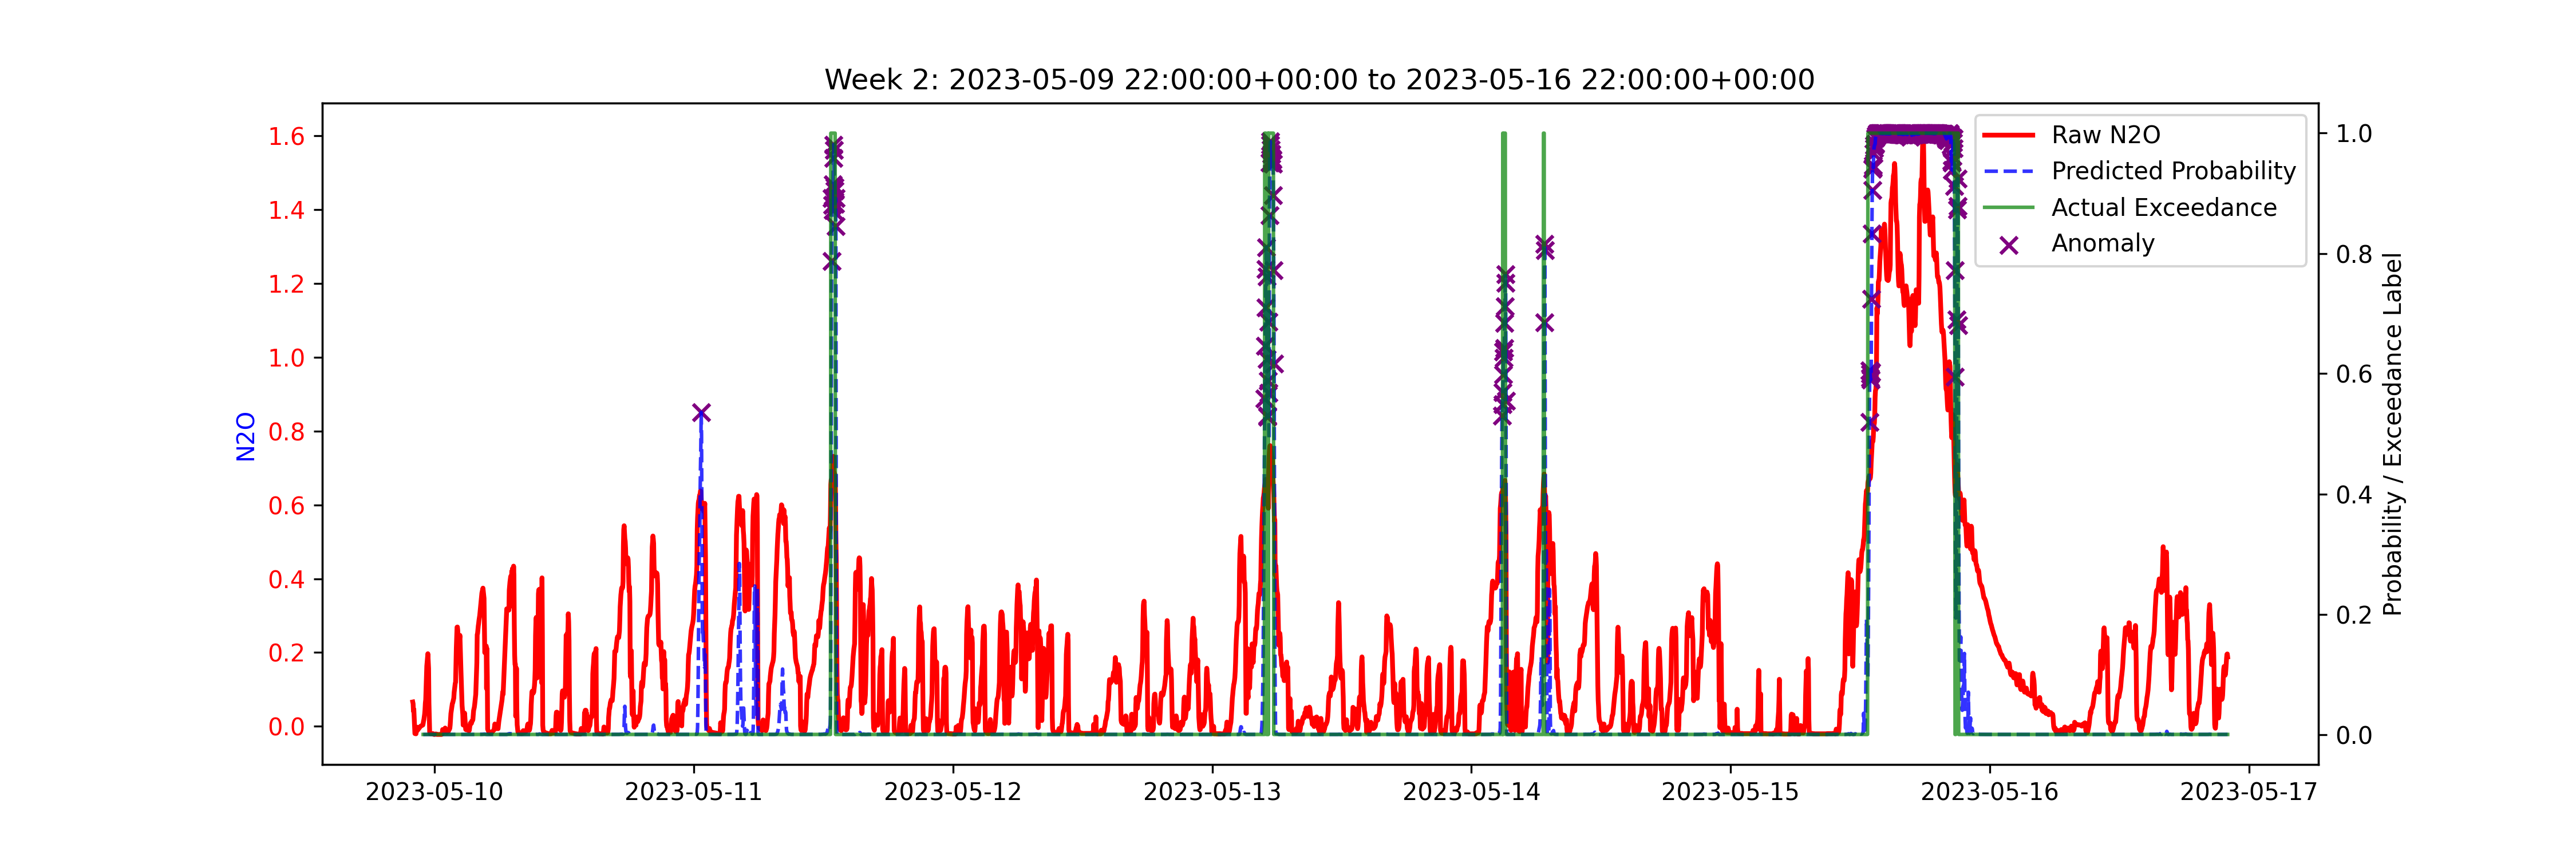 Week 2: 2023-05-09 22:00:00+00:00 to 2023-05-16 22:00:00+00:00
1.6
1.4
1.2
1.0
0.8
0.6
0.4
0.2
0.0
N2O
Raw N2O
Predicted Probability
Actual Exceedance
Anomaly
1.0
0.8
0.6
0.4
0.2
0.0
Probability / Exceedance Label
2023-05-10 2023-05-11 2023-05-12 2023-05-13 2023-05-14 2023-05-15 2023-05-16 2023-05-17